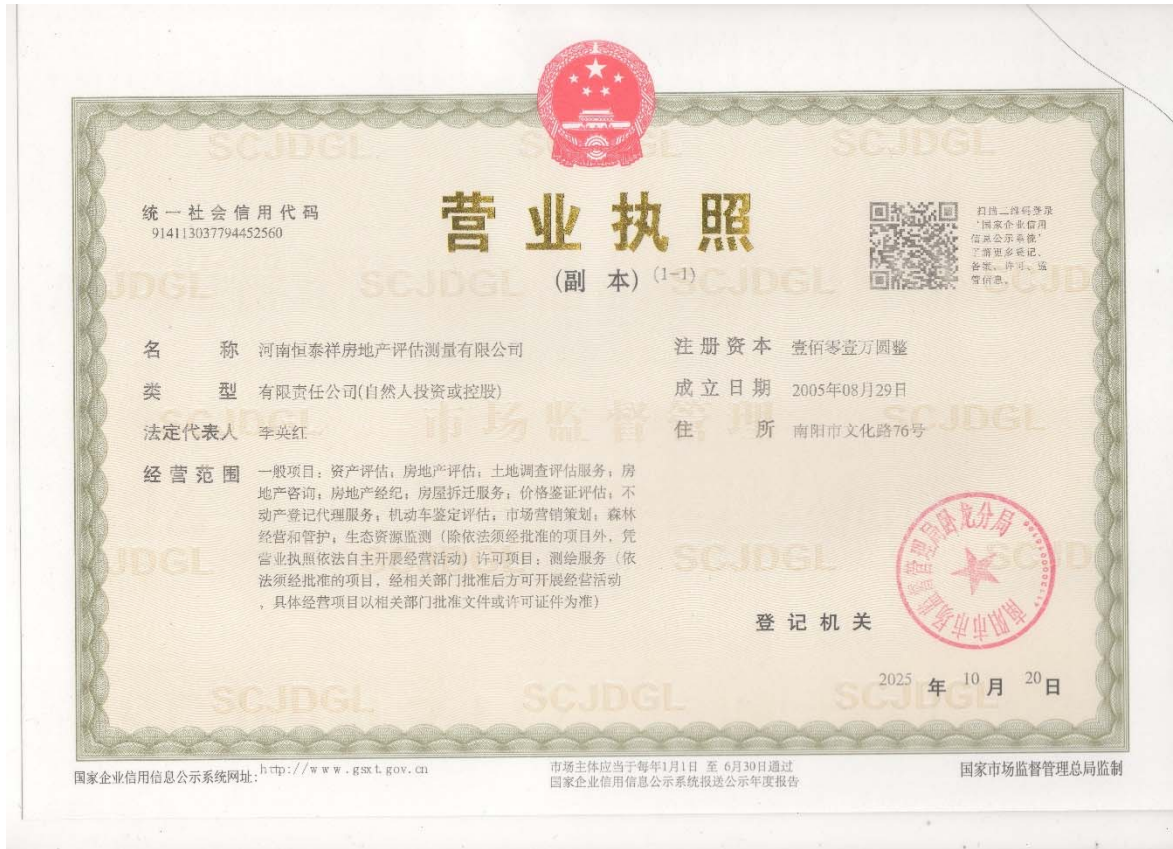 统一社会信用代码
914113037794452560
营业执照
(副 本) (1-1)
扫描二维码登录
'国家企业信用
信息公示系统'
了解更多登记、
备案、许可、监
管信息。
名 称 河南恒泰祥房地产评估测量有限公司
类 型 有限责任公司(自然人投资或控股)
法定代表人 李英红
经营范围 一般项目：资产评估；房地产评估；土地调查评估服务；房
地产咨询；房地产经纪；房屋拆迁服务；价格鉴证评估；不
动产登记代理服务；机动车鉴定评估；市场营销策划；森林
经营和管护；生态资源监测（除依法须经批准的项目外，凭
营业执照依法自主开展经营活动）许可项目：测绘服务（依
法须经批准的项目，经相关部门批准后方可开展经营活动
，具体经营项目以相关部门批准文件或许可证件为准）
注册资本 壹佰零壹万圆整
成立日期 2005年08月29日
住 所 南阳市文化路76号
市场监督管理
SCJDGL
南阳市市场监督管理局卧龙分局
登记机关
2025 年 10 月 20 日
国家企业信用信息公示系统网址: http://www.gsxt.gov.cn
市场主体应当于每年1月1日 至 6月30日通过
国家企业信用信息公示系统报送公示年度报告
国家市场监督管理总局监制